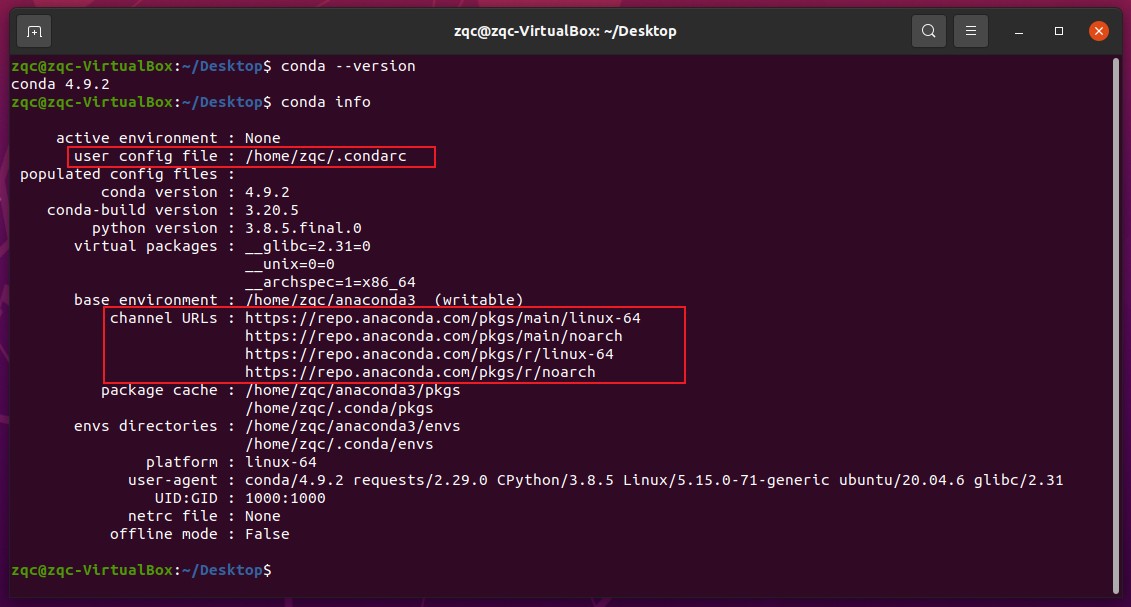 zqc@zqc-VirtualBox: ~/Desktop
zqc@zqc-VirtualBox:~/Desktop$ conda --version
conda 4.9.2
zqc@zqc-VirtualBox:~/Desktop$ conda info
active environment : None
user config file : /home/zqc/.condarc
populated config files :
conda version : 4.9.2
conda-build version : 3.20.5
python version : 3.8.5.final.0
virtual packages : __glibc=2.31=0
__unix=0=0
__archspec=1=x86_64
base environment : /home/zqc/anaconda3  (writable)
channel URLs : https://repo.anaconda.com/pkgs/main/linux-64
https://repo.anaconda.com/pkgs/main/noarch
https://repo.anaconda.com/pkgs/r/linux-64
https://repo.anaconda.com/pkgs/r/noarch
package cache : /home/zqc/anaconda3/pkgs
/home/zqc/.conda/pkgs
envs directories : /home/zqc/anaconda3/envs
/home/zqc/.conda/envs
platform : linux-64
user-agent : conda/4.9.2 requests/2.29.0 CPython/3.8.5 Linux/5.15.0-71-generic ubuntu/20.04.6 glibc/2.31
UID:GID : 1000:1000
netrc file : None
offline mode : False
zqc@zqc-VirtualBox:~/Desktop$